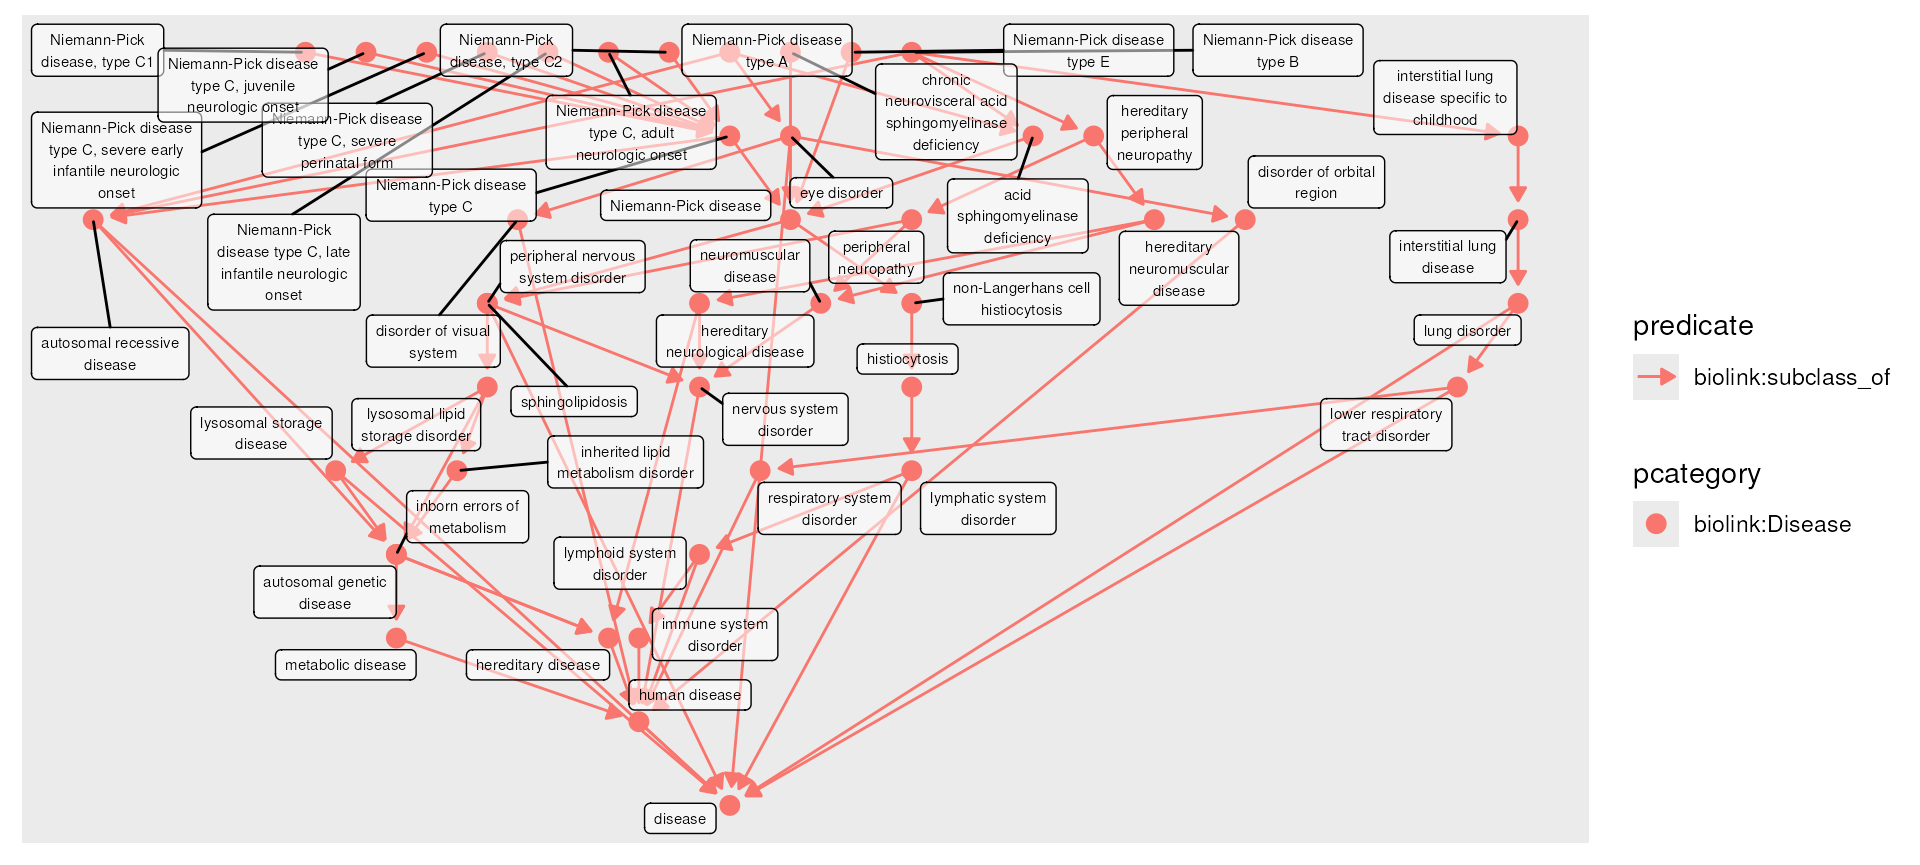 Niemann-Pick
disease, type C1
Niemann-Pick disease
type C, juvenile
neurologic onset
Niemann-Pick
disease, type C2
Niemann-Pick disease
type A
Niemann-Pick disease
type E
Niemann-Pick disease
type B
interstitial lung
disease specific to
childhood
chronic
neurovisceral acid
sphingomyelinase
deficiency
hereditary
peripheral
neuropathy
Niemann-Pick disease
type C, severe early
infantile neurologic
onset
Niemann-Pick disease
type C, severe
perinatal form
Niemann-Pick disease
type C, adult
neurologic onset
Niemann-Pick disease
type C
Niemann-Pick disease
eye disorder
acid
sphingomyelinase
deficiency
disorder of orbital
region
Niemann-Pick
disease type C, late
infantile neurologic
onset
peripheral nervous
system disorder
neuromuscular
disease
peripheral
neuropathy
hereditary
neuromuscular
disease
interstitial lung
disease
non-Langerhans cell
histiocytosis
autosomal recessive
disease
disorder of visual
system
hereditary
neurological disease
histiocytosis
lung disorder
sphingolipidosis
nervous system
disorder
lysosomal storage
disease
lysosomal lipid
storage disorder
lower respiratory
tract disorder
inherited lipid
metabolism disorder
inborn errors of
metabolism
respiratory system
disorder
lymphatic system
disorder
lymphoid system
disorder
autosomal genetic
disease
immune system
disorder
metabolic disease
hereditary disease
human disease
disease
predicate
biolink:subclass_of
pcategory
biolink:Disease